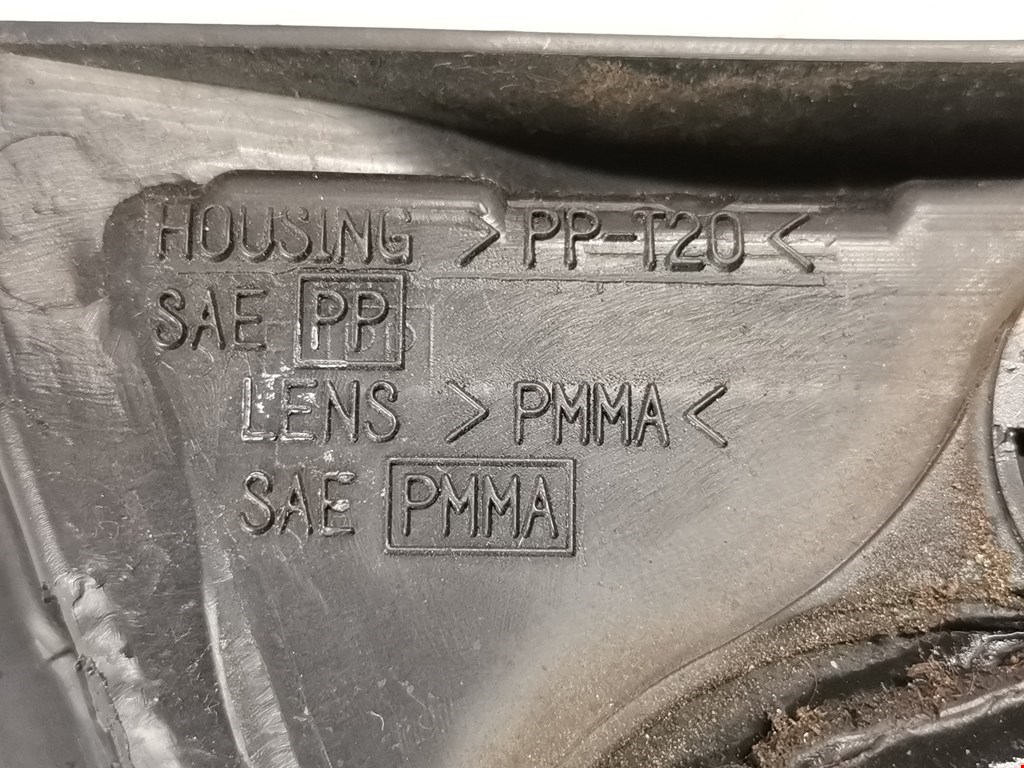 HOUSING >PP-T20<
SAE PP
LENS >PMMA<
SAE PMMA